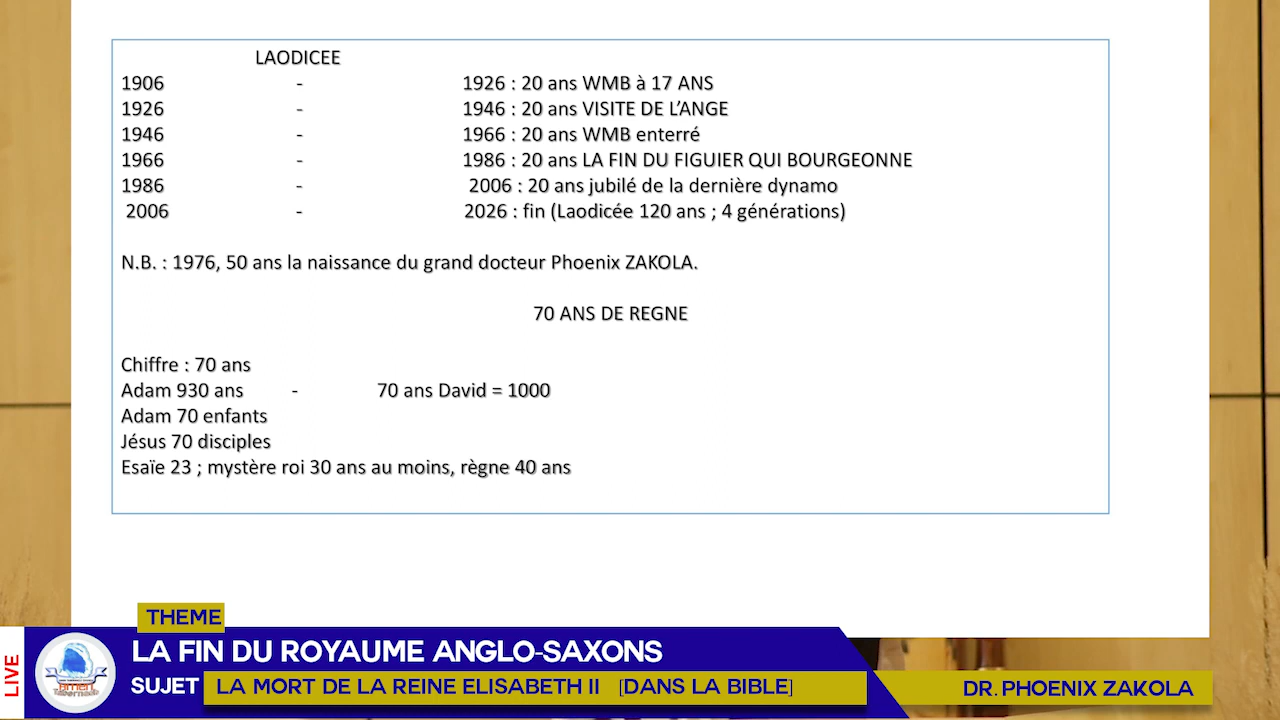 LAODICEE
1906 - 1926 : 20 ans WMB à 17 ANS
1926 - 1946 : 20 ans VISITE DE L’ANGE
1946 - 1966 : 20 ans WMB enterré
1966 - 1986 : 20 ans LA FIN DU FIGUIER QUI BOURGEONNE
1986 - 2006 : 20 ans jubilé de la dernière dynamo
2006 - 2026 : fin (Laodicée 120 ans ; 4 générations)
N.B. : 1976, 50 ans la naissance du grand docteur Phoenix ZAKOLA.
70 ANS DE REGNE
Chiffre : 70 ans
Adam 930 ans - 70 ans David = 1000
Adam 70 enfants
Jésus 70 disciples
Esaïe 23 ; mystère roi 30 ans au moins, règne 40 ans
THEME
LA FIN DU ROYAUME ANGLO-SAXONS
LIVE
SUJET LA MORT DE LA REINE ELISABETH II [DANS LA BIBLE]
DR. PHOENIX ZAKOLA